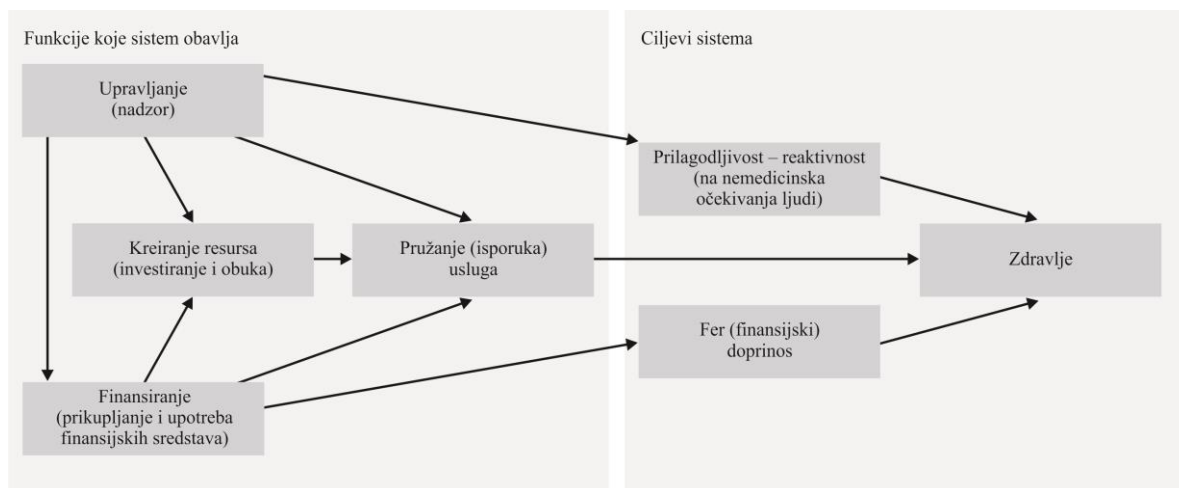 Funkcije koje sistem obavlja
Upravljanje
(nadzor)
Kreiranje resursa
(investiranje i obuka)
Pružanje (isporuka)
usluga
Finansiranje
(prikupljanje i upotreba
finansijskih sredstava)
Ciljevi sistema
Prilagodljivost – reaktivnost
(na nemedicinska
očekivanja ljudi)
Zdravlje
Fer (finansijski)
doprinos